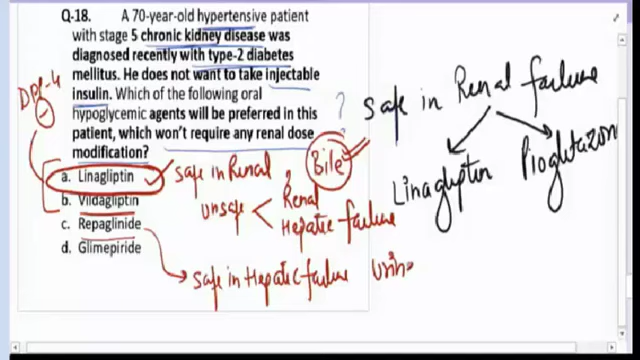 Q-18. A 70-year-old hypertensive patient
with stage 5 chronic kidney disease was
diagnosed recently with type-2 diabetes
mellitus. He does not want to take injectable
insulin. Which of the following oral
hypoglycemic agents will be preferred in this
patient, which won't require any renal dose
modification?
a. Linagliptin
b. Vildagliptin
c. Repaglinide
d. Glimepiride
DPP-4
safe in Renal
unsafe < Renal
Hepatic failure
safe in Hepatic failure
Bile
? safe in Renal failure
?
Linagliptin
Pioglitazon